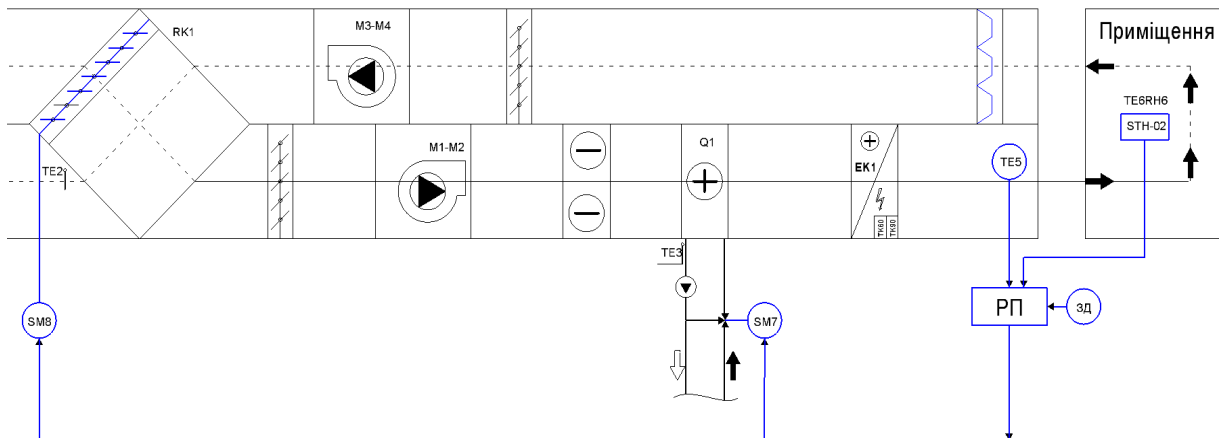 RK1
M3-M4
Приміщення
TE6RH6
STH-02
TE2
M1-M2
Q1
EK1
TK60
TK90
TE5
TE3
SM8
SM7
РП
ЗД